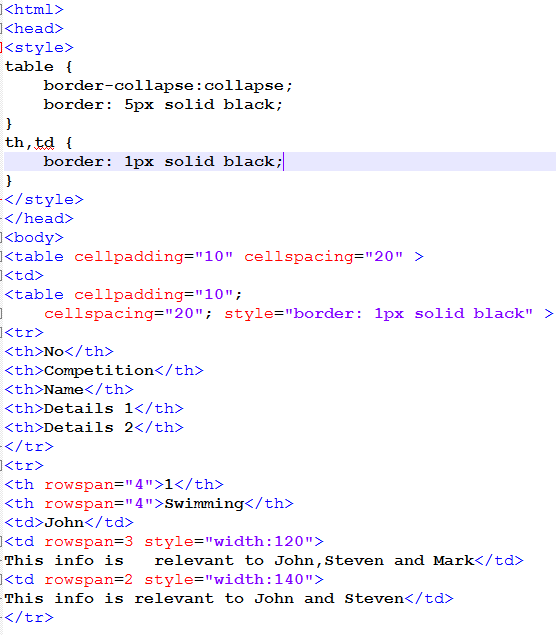 <html>
<head>
<style>
table {
    border-collapse:collapse;
    border: 5px solid black;
}
th,td {
    border: 1px solid black;
}
</style>
</head>
<body>
<table cellpadding="10" cellspacing="20" >
<td>
<table cellpadding="10";
    cellspacing="20"; style="border: 1px solid black" >
<tr>
<th>No</th>
<th>Competition</th>
<th>Name</th>
<th>Details 1</th>
<th>Details 2</th>
</tr>
<tr>
<th rowspan="4">1</th>
<th rowspan="4">Swimming</th>
<td>John</td>
<td rowspan=3 style="width:120">
This info is   relevant to John,Steven and Mark</td>
<td rowspan=2 style="width:140">
This info is relevant to John and Steven</td>
</tr>